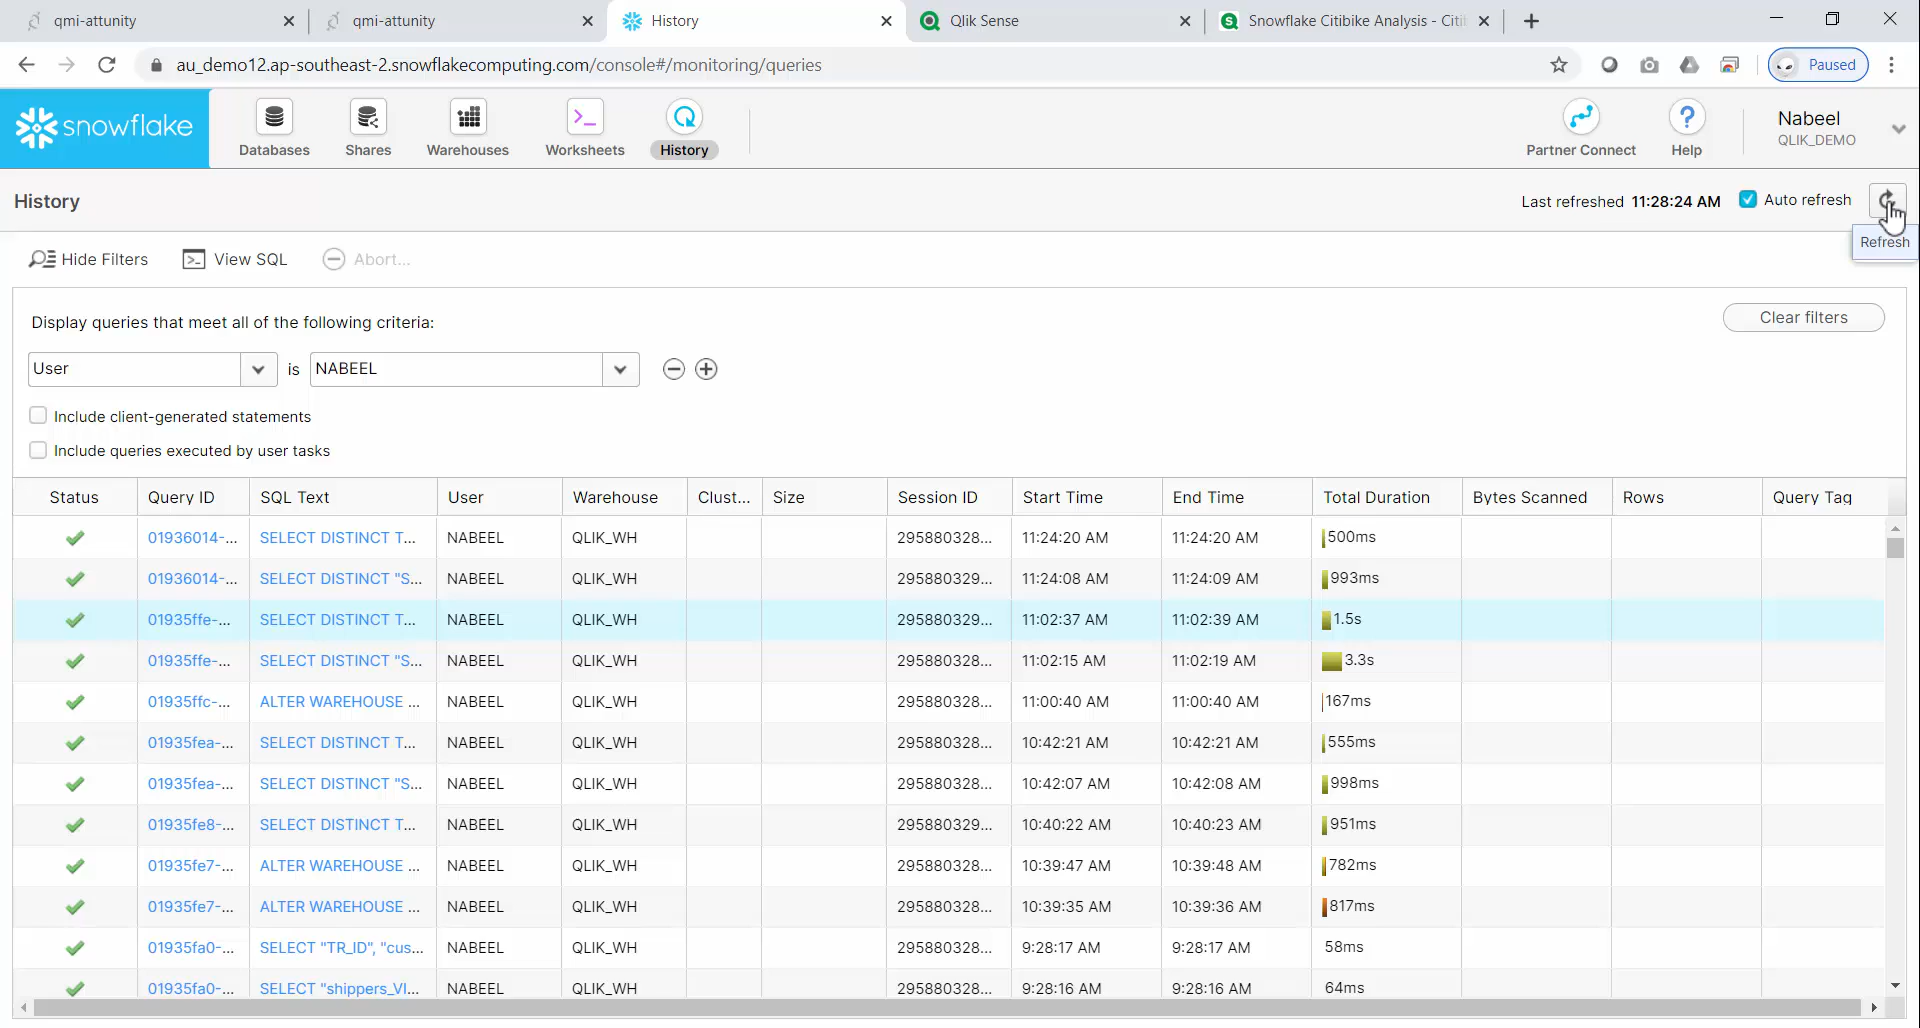 qmi-attunity
qmi-attunity
History
Qlik Sense
Snowflake Citibike Analysis - Citi
au_demo12.ap-southeast-2.snowflakecomputing.com/console#/monitoring/queries
Paused
snowflake
Databases
Shares
Warehouses
Worksheets
History
Partner Connect
Help
Nabeel
QLIK_DEMO
History
Last refreshed 11:28:24 AM
Auto refresh
Refresh
Hide Filters
View SQL
Abort...
Display queries that meet all of the following criteria:
Clear filters
User is NABEEL
Include client-generated statements
Include queries executed by user tasks
Status Query ID SQL Text User Warehouse Clust... Size Session ID Start Time End Time Total Duration Bytes Scanned Rows Query Tag
01936014-... SELECT DISTINCT T... NABEEL QLIK_WH 295880328... 11:24:20 AM 11:24:20 AM 500ms
01936014-... SELECT DISTINCT "S... NABEEL QLIK_WH 295880329... 11:24:08 AM 11:24:09 AM 993ms
01935ffe-... SELECT DISTINCT T... NABEEL QLIK_WH 295880329... 11:02:37 AM 11:02:39 AM 1.5s
01935ffe-... SELECT DISTINCT "S... NABEEL QLIK_WH 295880328... 11:02:15 AM 11:02:19 AM 3.3s
01935ffc-... ALTER WAREHOUSE ... NABEEL QLIK_WH 295880328... 11:00:40 AM 11:00:40 AM 167ms
01935fea-... SELECT DISTINCT T... NABEEL QLIK_WH 295880328... 10:42:21 AM 10:42:21 AM 555ms
01935fea-... SELECT DISTINCT "S... NABEEL QLIK_WH 295880328... 10:42:07 AM 10:42:08 AM 998ms
01935fe8-... SELECT DISTINCT T... NABEEL QLIK_WH 295880329... 10:40:22 AM 10:40:23 AM 951ms
01935fe7-... ALTER WAREHOUSE ... NABEEL QLIK_WH 295880328... 10:39:47 AM 10:39:48 AM 782ms
01935fe7-... ALTER WAREHOUSE ... NABEEL QLIK_WH 295880328... 10:39:35 AM 10:39:36 AM 817ms
01935fa0-... SELECT "TR_ID", "cus... NABEEL QLIK_WH 295880328... 9:28:17 AM 9:28:17 AM 58ms
01935fa0-... SELECT "shippers_VI... NABEEL QLIK_WH 295880328... 9:28:16 AM 9:28:16 AM 64ms